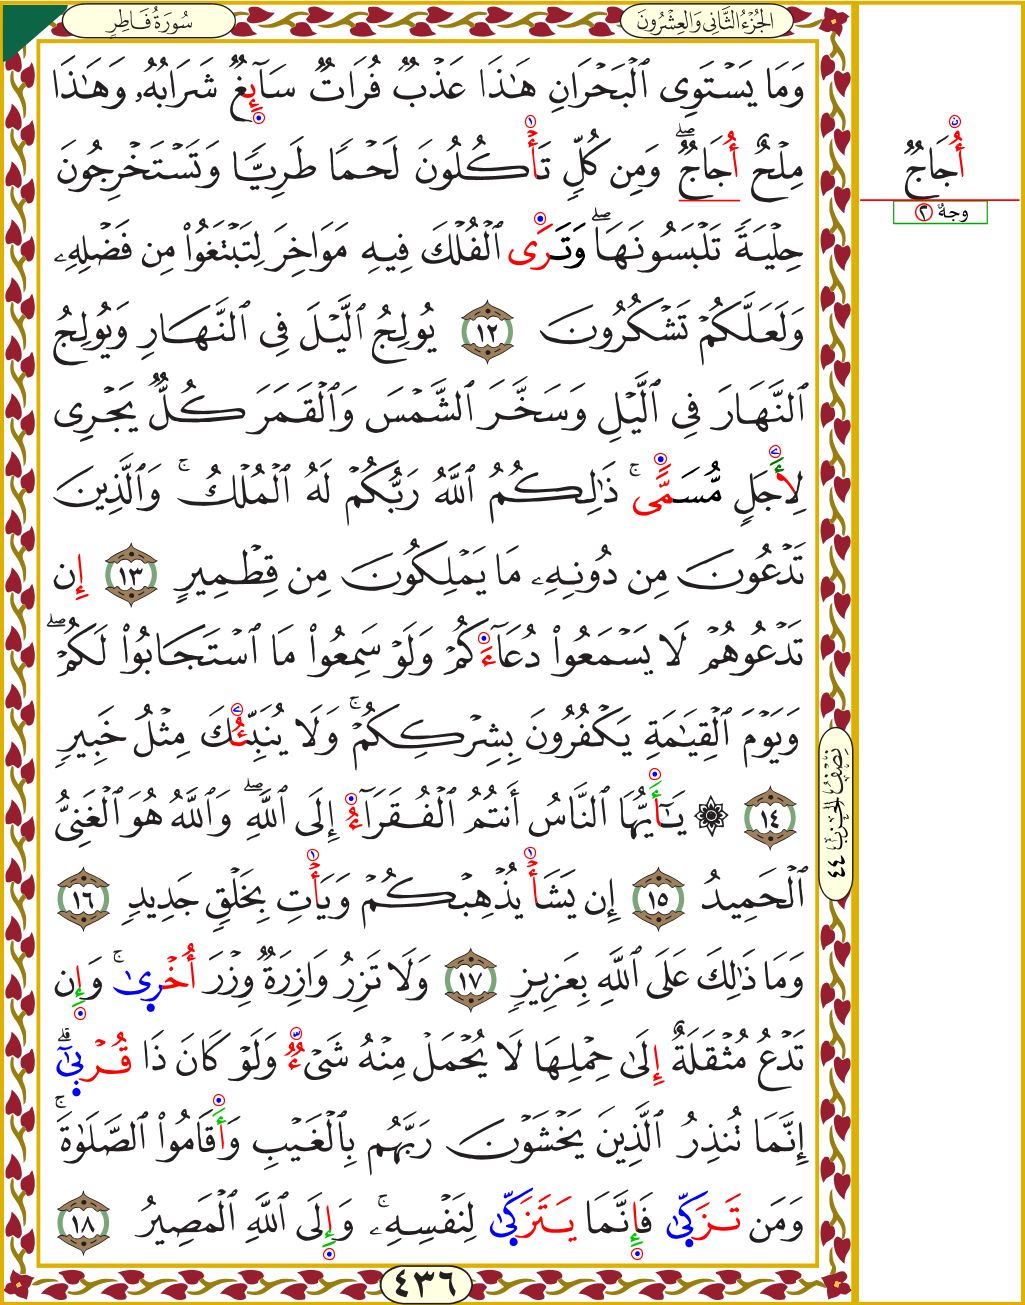 سُورَةُ فَاطِرٍ
الجُزْءُ الثَّانِي وَالعِشْرُونَ
وَمَا يَسْتَوِى ٱلْبَحْرَانِ هَٰذَا عَذْبٌ فُرَاتٌ سَآئِغٌ شَرَابُهُۥ وَهَٰذَا
مِلْحٌ أُجَاجٌ ۖ وَمِن كُلٍّ تَأْكُلُونَ لَحْمًا طَرِيًّا وَتَسْتَخْرِجُونَ
حِلْيَةً تَلْبَسُونَهَا ۖ وَتَرَى ٱلْفُلْكَ فِيهِ مَوَاخِرَ لِتَبْتَغُوا۟ مِن فَضْلِهِۦ
وَلَعَلَّكُمْ تَشْكُرُونَ ١٢ يُولِجُ ٱلَّيْلَ فِى ٱلنَّهَارِ وَيُولِجُ
ٱلنَّهَارَ فِى ٱلَّيْلِ وَسَخَّرَ ٱلشَّمْسَ وَٱلْقَمَرَ كُلٌّ يَجْرِى
لِأَجَلٍ مُّسَمًّى ۚ ذَٰلِكُمُ ٱللَّهُ رَبُّكُمْ لَهُ ٱلْمُلْكُ ۚ وَٱلَّذِينَ
تَدْعُونَ مِن دُونِهِۦ مَا يَمْلِكُونَ مِن قِطْمِيرٍ ١٣ إِن
تَدْعُوهُمْ لَا يَسْمَعُوا۟ دُعَآءَكُمْ وَلَوْ سَمِعُوا۟ مَا ٱسْتَجَابُوا۟ لَكُمْ ۖ
وَيَوْمَ ٱلْقِيَٰمَةِ يَكْفُرُونَ بِشِرْكِكُمْ ۚ وَلَا يُنَبِّئُكَ مِثْلُ خَبِيرٍ
١٤ ۞ يَٰٓأَيُّهَا ٱلنَّاسُ أَنتُمُ ٱلْفُقَرَآءُ إِلَى ٱللَّهِ ۖ وَٱللَّهُ هُوَ ٱلْغَنِىُّ
ٱلْحَمِيدُ ١٥ إِن يَشَأْ يُذْهِبْكُمْ وَيَأْتِ بِخَلْقٍ جَدِيدٍ ١٦
وَمَا ذَٰلِكَ عَلَى ٱللَّهِ بِعَزِيزٍ ١٧ وَلَا تَزِرُ وَازِرَةٌ وِزْرَ أُخْرَىٰ ۚ وَإِن
تَدْعُ مُثْقَلَةٌ إِلَىٰ حِمْلِهَا لَا يُحْمَلْ مِنْهُ شَىْءٌ وَلَوْ كَانَ ذَا قُرْبَىٰٓ ۗ
إِنَّمَا تُنذِرُ ٱلَّذِينَ يَخْشَوْنَ رَبَّهُم بِٱلْغَيْبِ وَأَقَامُوا۟ ٱلصَّلَوٰةَ ۚ
وَمَن تَزَكَّىٰ فَإِنَّمَا يَتَزَكَّىٰ لِنَفْسِهِۦ ۚ وَإِلَى ٱللَّهِ ٱلْمَصِيرُ ١٨
٤٣٦
نِصْفُ الحِزْبِ ٤٤
أُجَاجٌ
وجهٌ ٢